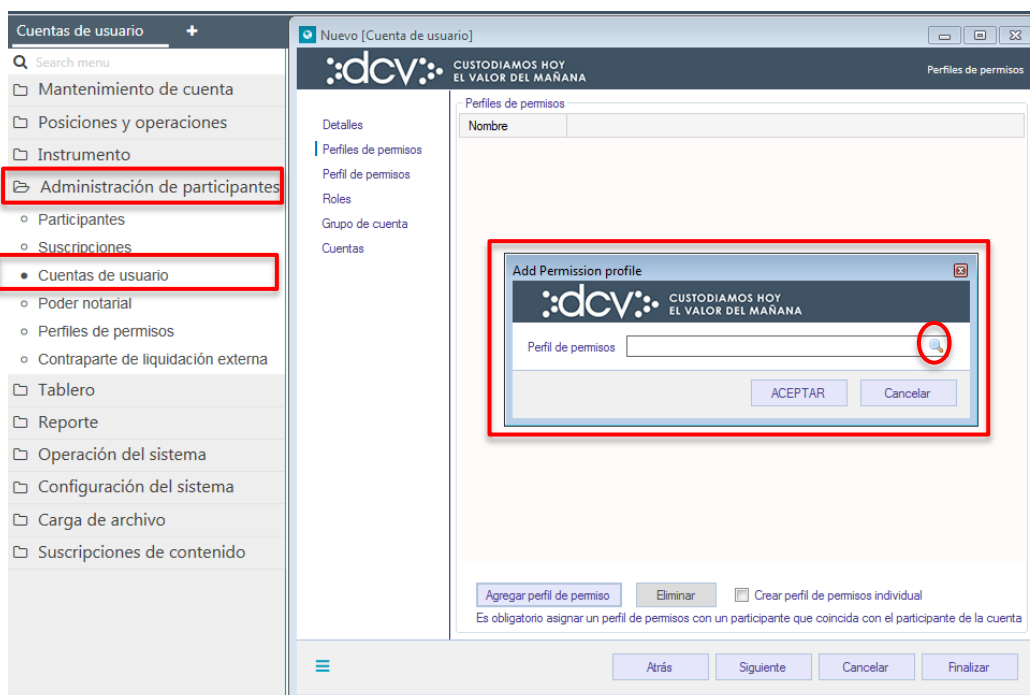 Cuentas de usuario +
Search menu
Mantenimiento de cuenta
Posiciones y operaciones
Instrumento
Administración de participantes
Participantes
Suscripciones
Cuentas de usuario
Poder notarial
Perfiles de permisos
Contraparte de liquidación externa
Tablero
Reporte
Operación del sistema
Configuración del sistema
Carga de archivo
Suscripciones de contenido
Nuevo [Cuenta de usuario]
dcv CUSTODIAMOS HOY
EL VALOR DEL MAÑANA
Perfiles de permisos
Detalles
Perfiles de permisos
Perfil de permisos
Roles
Grupo de cuenta
Cuentas
Perfiles de permisos
Nombre
Add Permission profile
dcv CUSTODIAMOS HOY
EL VALOR DEL MAÑANA
Perfil de permisos
ACEPTAR Cancelar
Agregar perfil de permiso Eliminar Crear perfil de permisos individual
Es obligatorio asignar un perfil de permisos con un participante que coincida con el participante de la cuenta
Atrás Siguiente Cancelar Finalizar